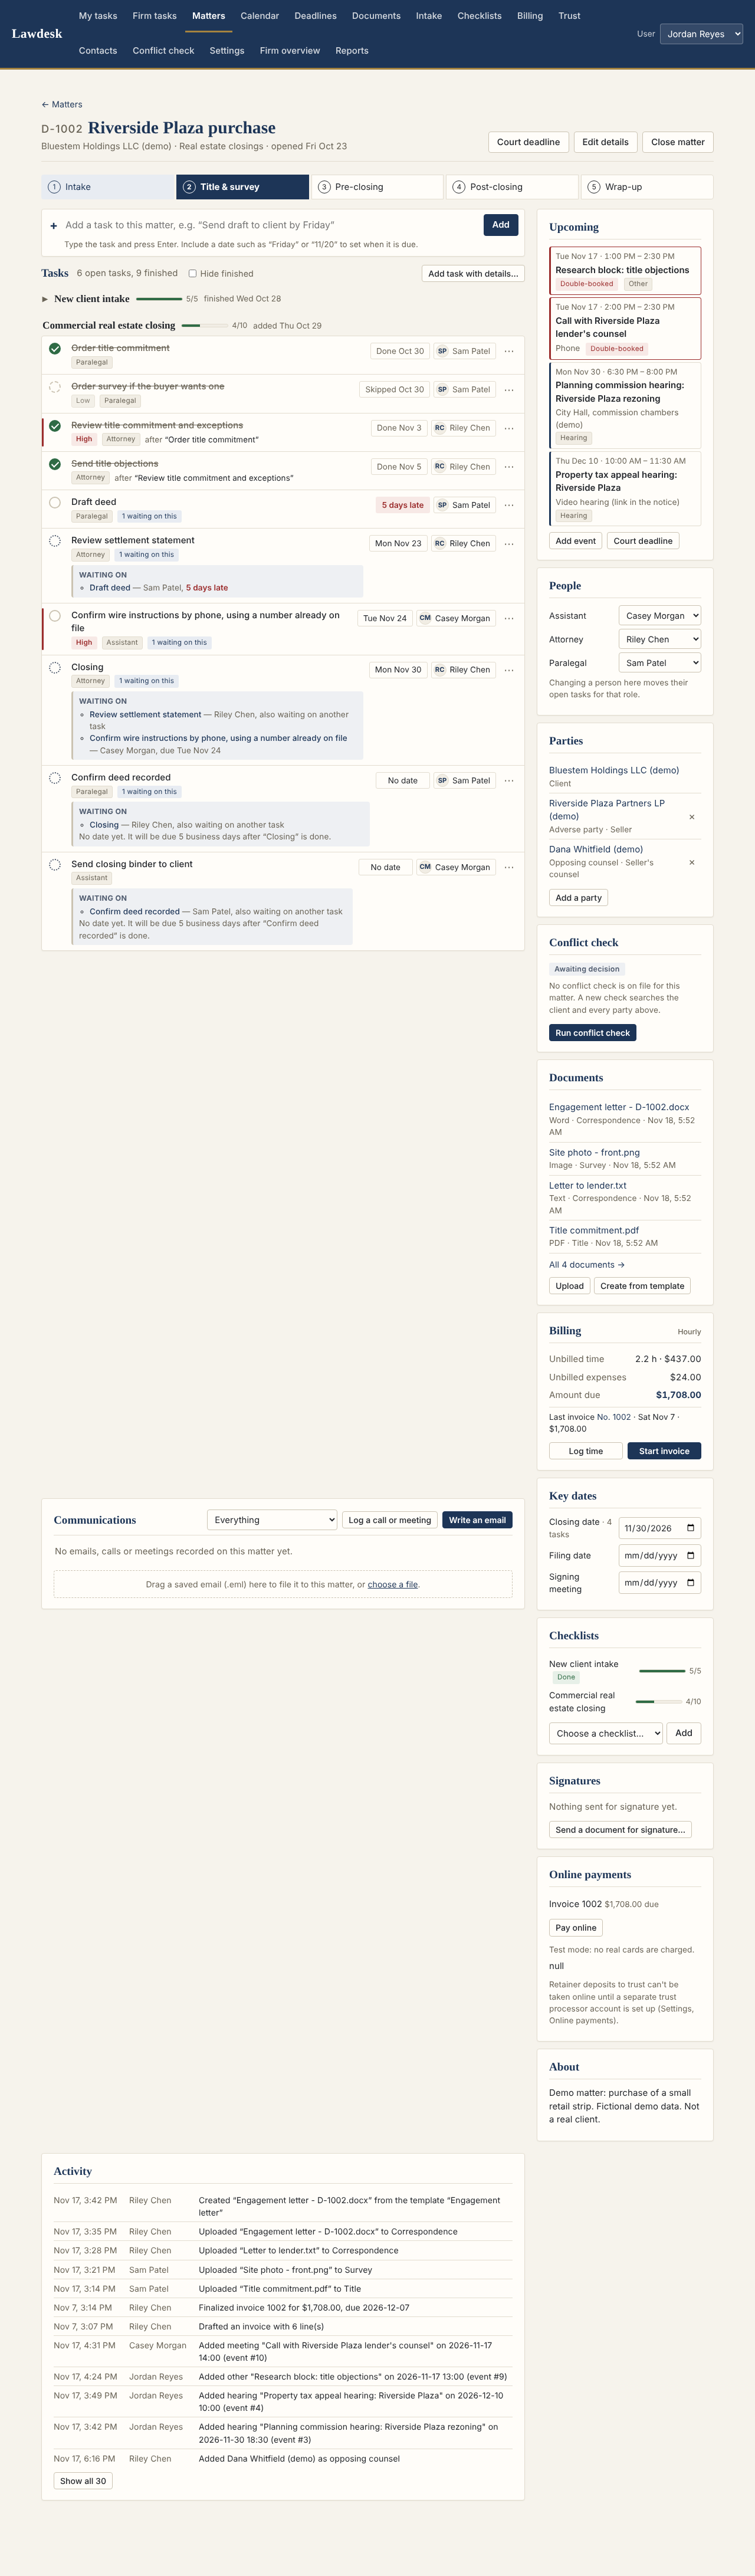 Lawdesk
My tasks
Firm tasks
Matters
Calendar
Deadlines
Documents
Intake
Checklists
Billing
Trust
Contacts
Conflict check
Settings
Firm overview
Reports
User
Jordan Reyes
← Matters
D-1002 Riverside Plaza purchase
Bluestem Holdings LLC (demo) · Real estate closings · opened Fri Oct 23
Court deadline
Edit details
Close matter
1 Intake
2 Title & survey
3 Pre-closing
4 Post-closing
5 Wrap-up
+ Add a task to this matter, e.g. “Send draft to client by Friday”
Add
Type the task and press Enter. Include a date such as “Friday” or “11/20” to set when it is due.
Tasks 6 open tasks, 9 finished
Hide finished
Add task with details...
New client intake 5/5 finished Wed Oct 28
Commercial real estate closing 4/10 added Thu Oct 29
Order title commitment
Done Oct 30 SP Sam Patel ···
Paralegal
Order survey if the buyer wants one
Skipped Oct 30 SP Sam Patel ···
Low Paralegal
Review title commitment and exceptions
Done Nov 3 RC Riley Chen ···
High Attorney after “Order title commitment”
Send title objections
Done Nov 5 RC Riley Chen ···
Attorney after “Review title commitment and exceptions”
Draft deed
5 days late SP Sam Patel ···
Paralegal 1 waiting on this
Review settlement statement
Mon Nov 23 RC Riley Chen ···
Attorney 1 waiting on this
WAITING ON
Draft deed — Sam Patel, 5 days late
Confirm wire instructions by phone, using a number already on
file
Tue Nov 24 CM Casey Morgan ···
High Assistant 1 waiting on this
Closing
Mon Nov 30 RC Riley Chen ···
Attorney 1 waiting on this
WAITING ON
Review settlement statement — Riley Chen, also waiting on another
task
Confirm wire instructions by phone, using a number already on file
— Casey Morgan, due Tue Nov 24
Confirm deed recorded
No date SP Sam Patel ···
Paralegal 1 waiting on this
WAITING ON
Closing — Riley Chen, also waiting on another task
No date yet. It will be due 5 business days after “Closing” is done.
Send closing binder to client
No date CM Casey Morgan ···
Assistant
WAITING ON
Confirm deed recorded — Sam Patel, also waiting on another task
No date yet. It will be due 5 business days after “Confirm deed
recorded” is done.
Communications
Everything
Log a call or meeting
Write an email
No emails, calls or meetings recorded on this matter yet.
Drag a saved email (.eml) here to file it to this matter, or choose a file.
Activity
Nov 17, 3:42 PM Riley Chen Created “Engagement letter - D-1002.docx” from the template “Engagement
letter”
Nov 17, 3:35 PM Riley Chen Uploaded “Engagement letter - D-1002.docx” to Correspondence
Nov 17, 3:28 PM Riley Chen Uploaded “Letter to lender.txt” to Correspondence
Nov 17, 3:21 PM Sam Patel Uploaded “Site photo - front.png” to Survey
Nov 17, 3:14 PM Sam Patel Uploaded “Title commitment.pdf” to Title
Nov 7, 3:14 PM Riley Chen Finalized invoice 1002 for $1,708.00, due 2026-12-07
Nov 7, 3:07 PM Riley Chen Drafted an invoice with 6 line(s)
Nov 17, 4:31 PM Casey Morgan Added meeting "Call with Riverside Plaza lender's counsel" on 2026-11-17
14:00 (event #10)
Nov 17, 4:24 PM Jordan Reyes Added other "Research block: title objections" on 2026-11-17 13:00 (event #9)
Nov 17, 3:49 PM Jordan Reyes Added hearing "Property tax appeal hearing: Riverside Plaza" on 2026-12-10
10:00 (event #4)
Nov 17, 3:42 PM Jordan Reyes Added hearing "Planning commission hearing: Riverside Plaza rezoning" on
2026-11-30 18:30 (event #3)
Nov 17, 6:16 PM Riley Chen Added Dana Whitfield (demo) as opposing counsel
Show all 30
Upcoming
Tue Nov 17 · 1:00 PM – 2:30 PM
Research block: title objections
Double-booked Other
Tue Nov 17 · 2:00 PM – 2:30 PM
Call with Riverside Plaza
lender's counsel
Phone Double-booked
Mon Nov 30 · 6:30 PM – 8:00 PM
Planning commission hearing:
Riverside Plaza rezoning
City Hall, commission chambers
(demo)
Hearing
Thu Dec 10 · 10:00 AM – 11:30 AM
Property tax appeal hearing:
Riverside Plaza
Video hearing (link in the notice)
Hearing
Add event
Court deadline
People
Assistant Casey Morgan
Attorney Riley Chen
Paralegal Sam Patel
Changing a person here moves their
open tasks for that role.
Parties
Bluestem Holdings LLC (demo)
Client
Riverside Plaza Partners LP
(demo)
×
Adverse party · Seller
Dana Whitfield (demo)
×
Opposing counsel · Seller's
counsel
Add a party
Conflict check
Awaiting decision
No conflict check is on file for this
matter. A new check searches the
client and every party above.
Run conflict check
Documents
Engagement letter - D-1002.docx
Word · Correspondence · Nov 18, 5:52
AM
Site photo - front.png
Image · Survey · Nov 18, 5:52 AM
Letter to lender.txt
Text · Correspondence · Nov 18, 5:52
AM
Title commitment.pdf
PDF · Title · Nov 18, 5:52 AM
All 4 documents →
Upload
Create from template
Billing
Hourly
Unbilled time 2.2 h · $437.00
Unbilled expenses $24.00
Amount due $1,708.00
Last invoice No. 1002 · Sat Nov 7 ·
$1,708.00
Log time
Start invoice
Key dates
Closing date · 4
tasks
11/30/2026
Filing date mm/dd/yyyy
Signing
meeting
mm/dd/yyyy
Checklists
New client intake
Done
5/5
Commercial real
estate closing
4/10
Choose a checklist...
Add
Signatures
Nothing sent for signature yet.
Send a document for signature...
Online payments
Invoice 1002 $1,708.00 due
Pay online
Test mode: no real cards are charged.
null
Retainer deposits to trust can't be
taken online until a separate trust
processor account is set up (Settings,
Online payments).
About
Demo matter: purchase of a small
retail strip. Fictional demo data. Not
a real client.